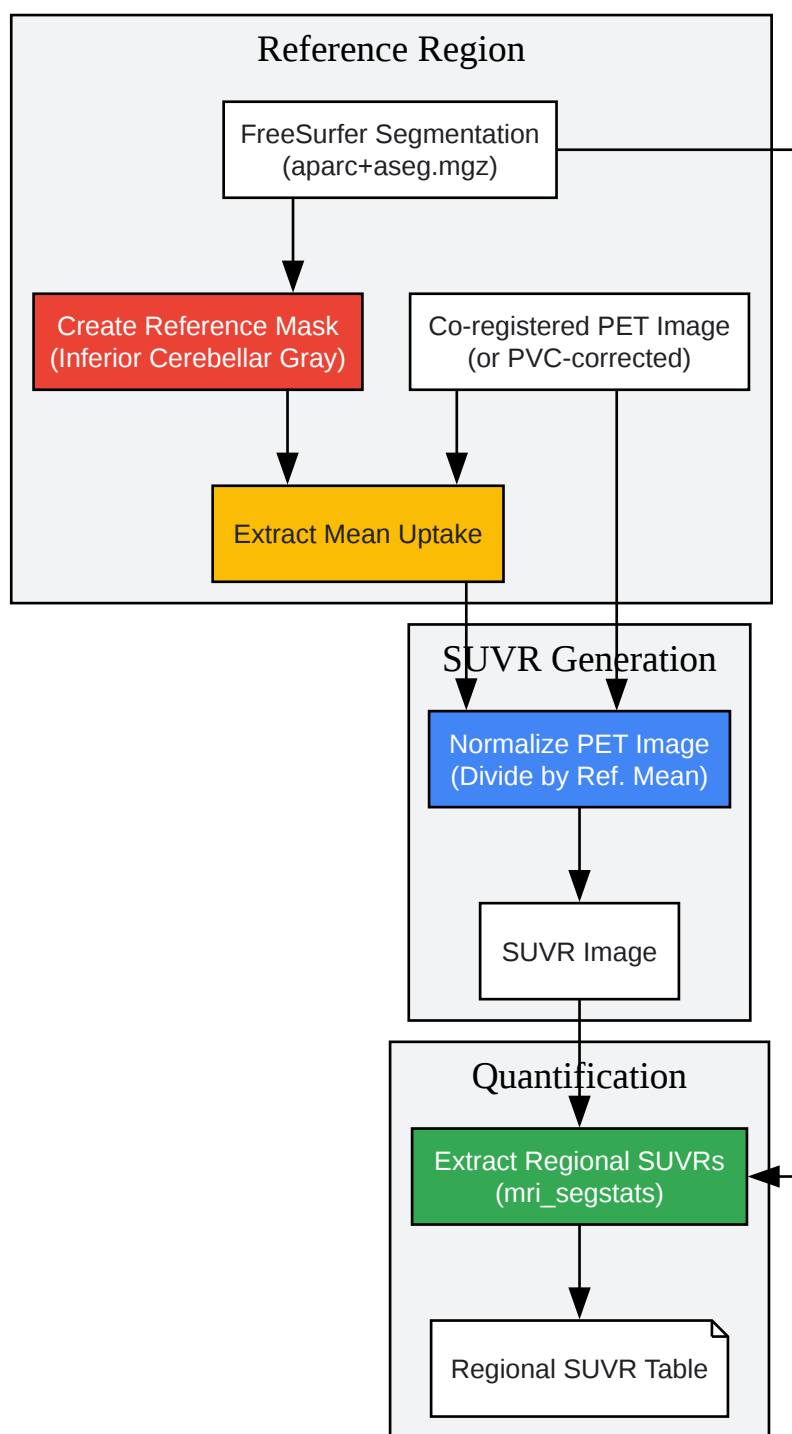 Reference Region
FreeSurfer Segmentation
(aparc+aseg.mgz)
Create Reference Mask
(Inferior Cerebellar Gray)
Co-registered PET Image
(or PVC-corrected)
Extract Mean Uptake
SUVR Generation
Normalize PET Image
(Divide by Ref. Mean)
SUVR Image
Quantification
Extract Regional SUVRs
(mri_segstats)
Regional SUVR Table